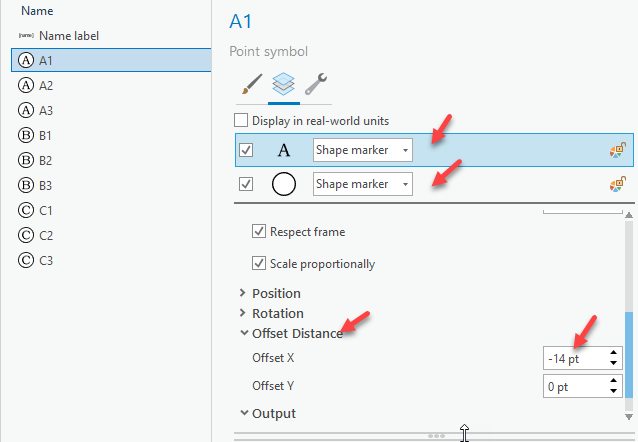 Name
[name] Name label
A A1
A A2
A A3
B B1
B B2
B B3
C C1
C C2
C C3
A1
Point symbol
Display in real-world units
A Shape marker
Shape marker
Respect frame
Scale proportionally
Position
Rotation
Offset Distance
Offset X -14 pt
Offset Y 0 pt
Output